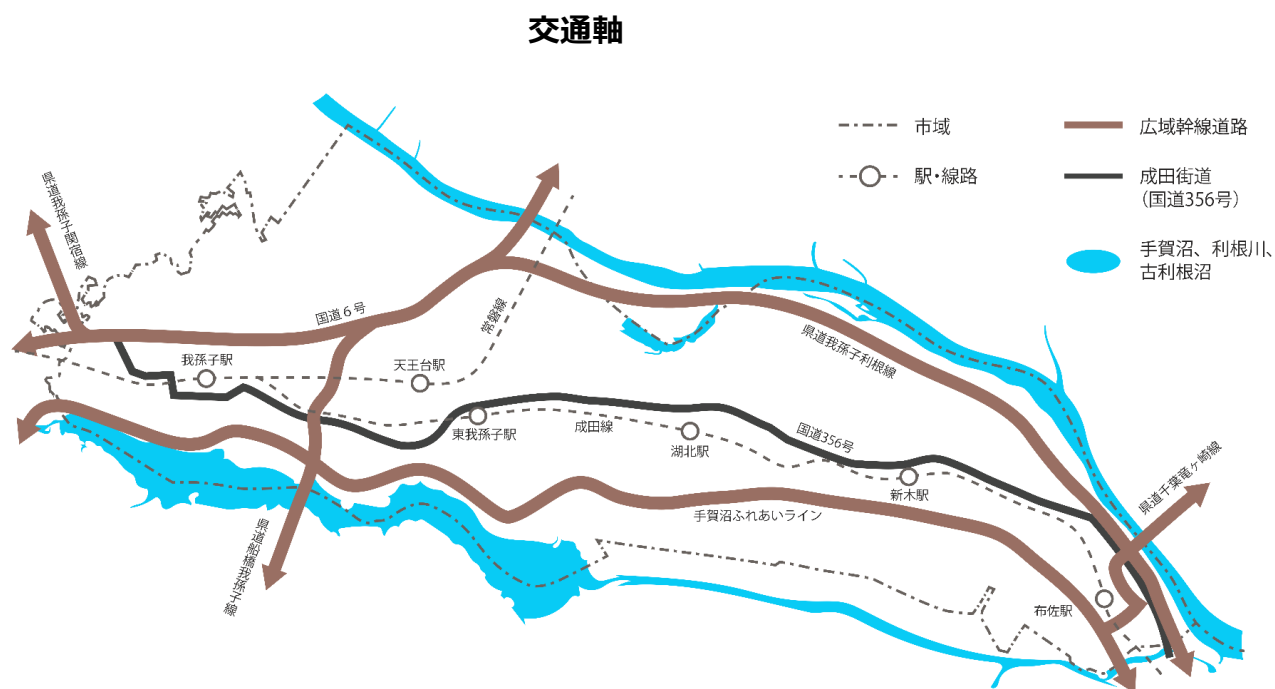 交通軸
市域
駅・線路
広域幹線道路
成田街道
（国道356号）
手賀沼、利根川、
古利根沼
県道我孫子関宿線
国道６号
常磐線
我孫子駅
天王台駅
県道我孫子利根線
東我孫子駅
成田線
湖北駅
国道356号
新木駅
県道千葉竜ヶ崎線
手賀沼ふれあいライン
県道船橋我孫子線
布佐駅